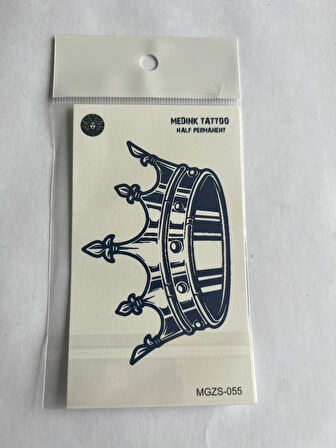 MEDINK TATTOO
HALF PERMANENT
MGZS-055